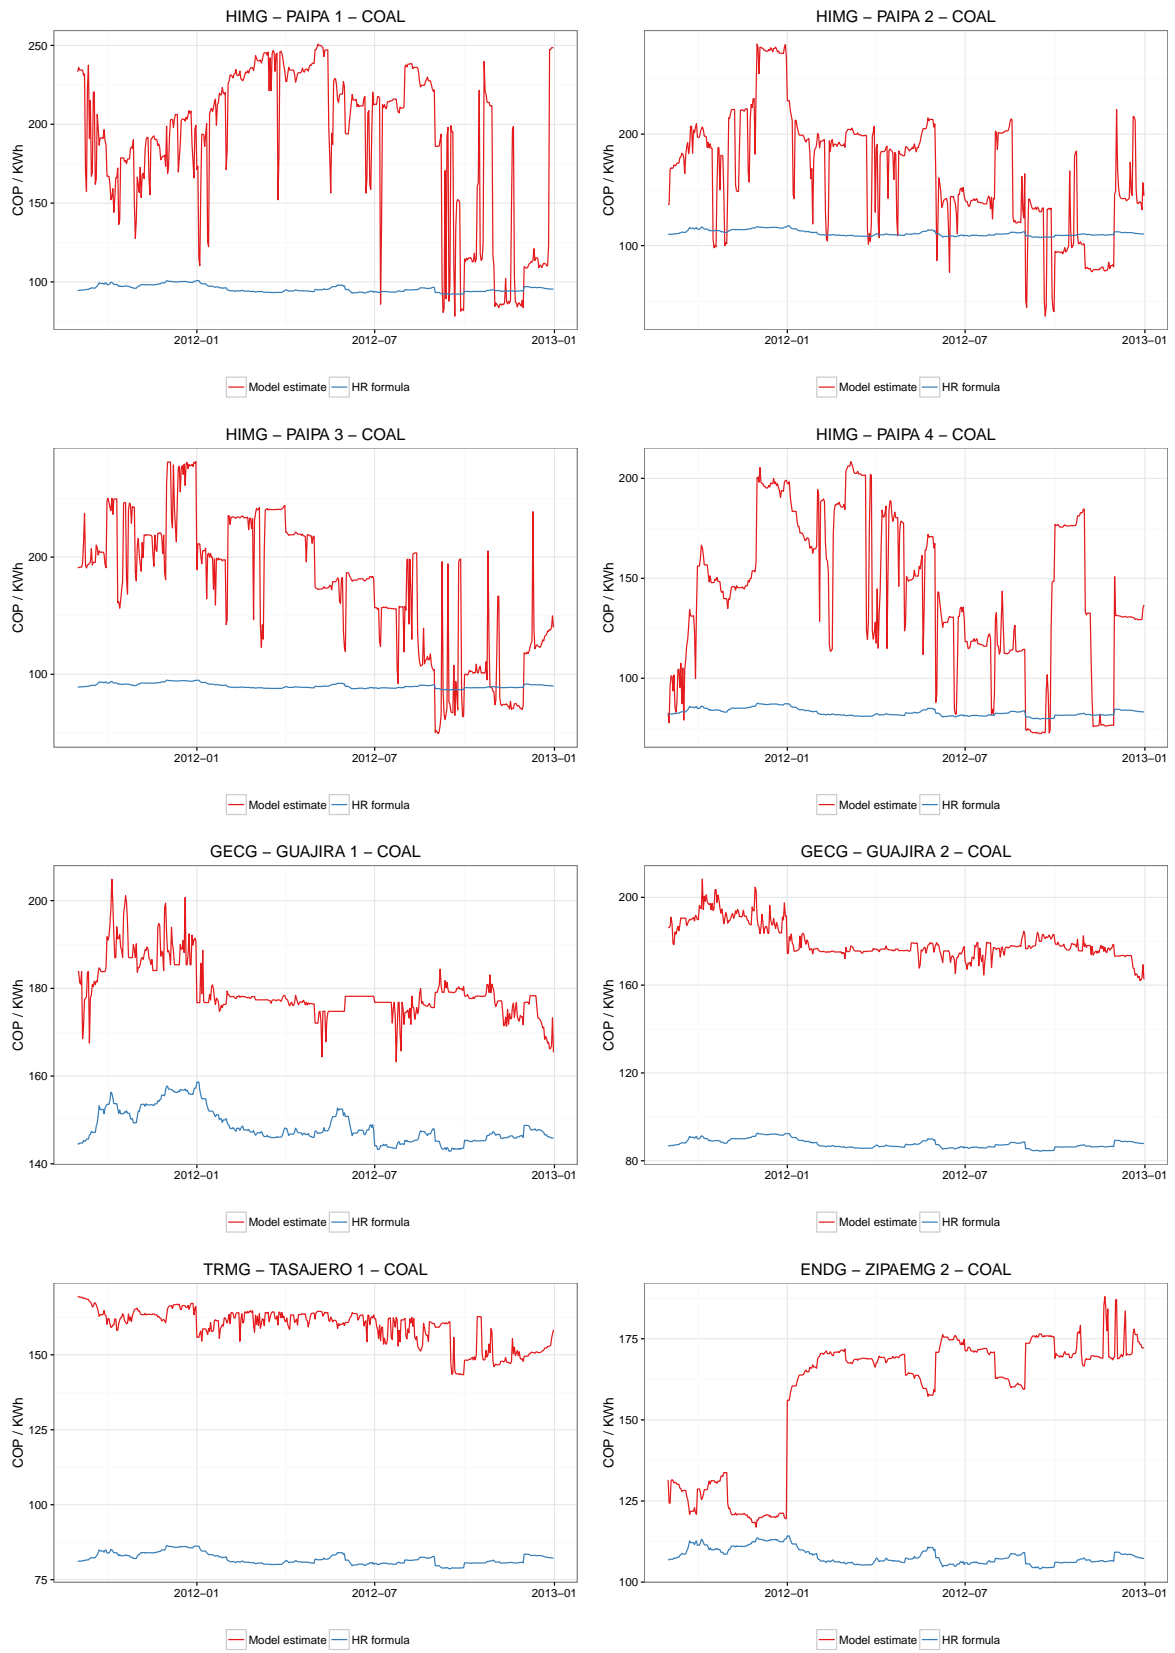 HIMG – PAIPA 1 – COAL
COP / KWh
250
200
150
100
2012–01 2012–07 2013–01
Model estimate HR formula
HIMG – PAIPA 2 – COAL
COP / KWh
200
100
2012–01 2012–07 2013–01
Model estimate HR formula
HIMG – PAIPA 3 – COAL
COP / KWh
200
100
2012–01 2012–07 2013–01
Model estimate HR formula
HIMG – PAIPA 4 – COAL
COP / KWh
200
150
100
2012–01 2012–07 2013–01
Model estimate HR formula
GECG – GUAJIRA 1 – COAL
COP / KWh
200
180
160
140
2012–01 2012–07 2013–01
Model estimate HR formula
GECG – GUAJIRA 2 – COAL
COP / KWh
200
160
120
80
2012–01 2012–07 2013–01
Model estimate HR formula
TRMG – TASAJERO 1 – COAL
COP / KWh
150
125
100
75
2012–01 2012–07 2013–01
Model estimate HR formula
ENDG – ZIPAEMG 2 – COAL
COP / KWh
175
150
125
100
2012–01 2012–07 2013–01
Model estimate HR formula